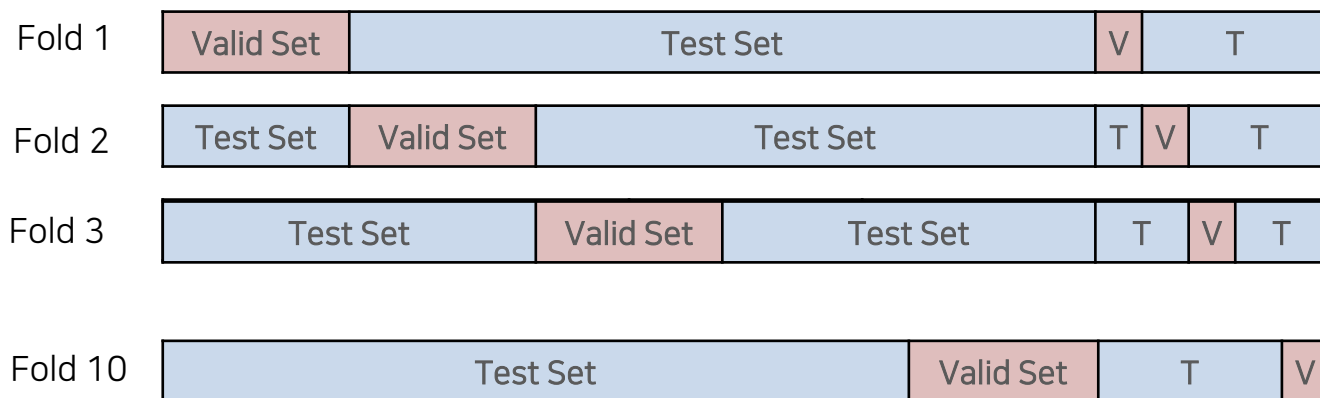 Fold 1 Valid Set Test Set V T
Fold 2 Test Set Valid Set Test Set T V T
Fold 3 Test Set Valid Set Test Set T V T
Fold 10 Test Set Valid Set T V